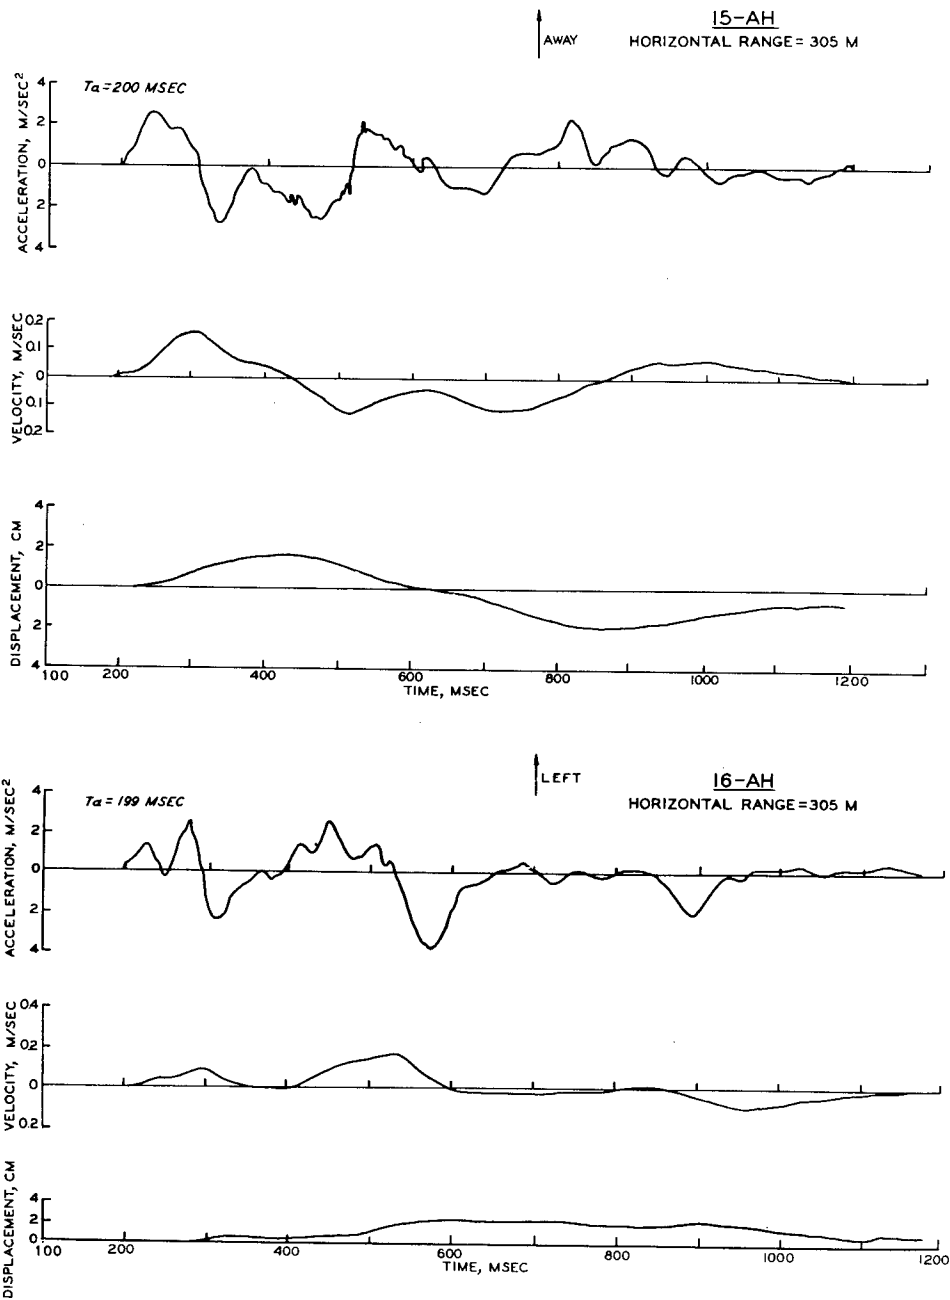 15-AH
AWAY
HORIZONTAL RANGE= 305 M
Ta=200 MSEC
ACCELERATION, M/SEC²
4
2
0
2
4
VELOCITY, M/SEC
0.2
0.1
0
0.1
0.2
DISPLACEMENT, CM
4
2
0
2
4
100 200 400 600 800 1000 1200
TIME, MSEC
LEFT
16-AH
HORIZONTAL RANGE=305 M
Ta = 199 MSEC
ACCELERATION, M/SEC²
4
2
0
2
4
VELOCITY, M/SEC
0.4
0.2
0
0.2
DISPLACEMENT, CM
4
2
0
100 200 400 600 800 1000 1200
TIME, MSEC